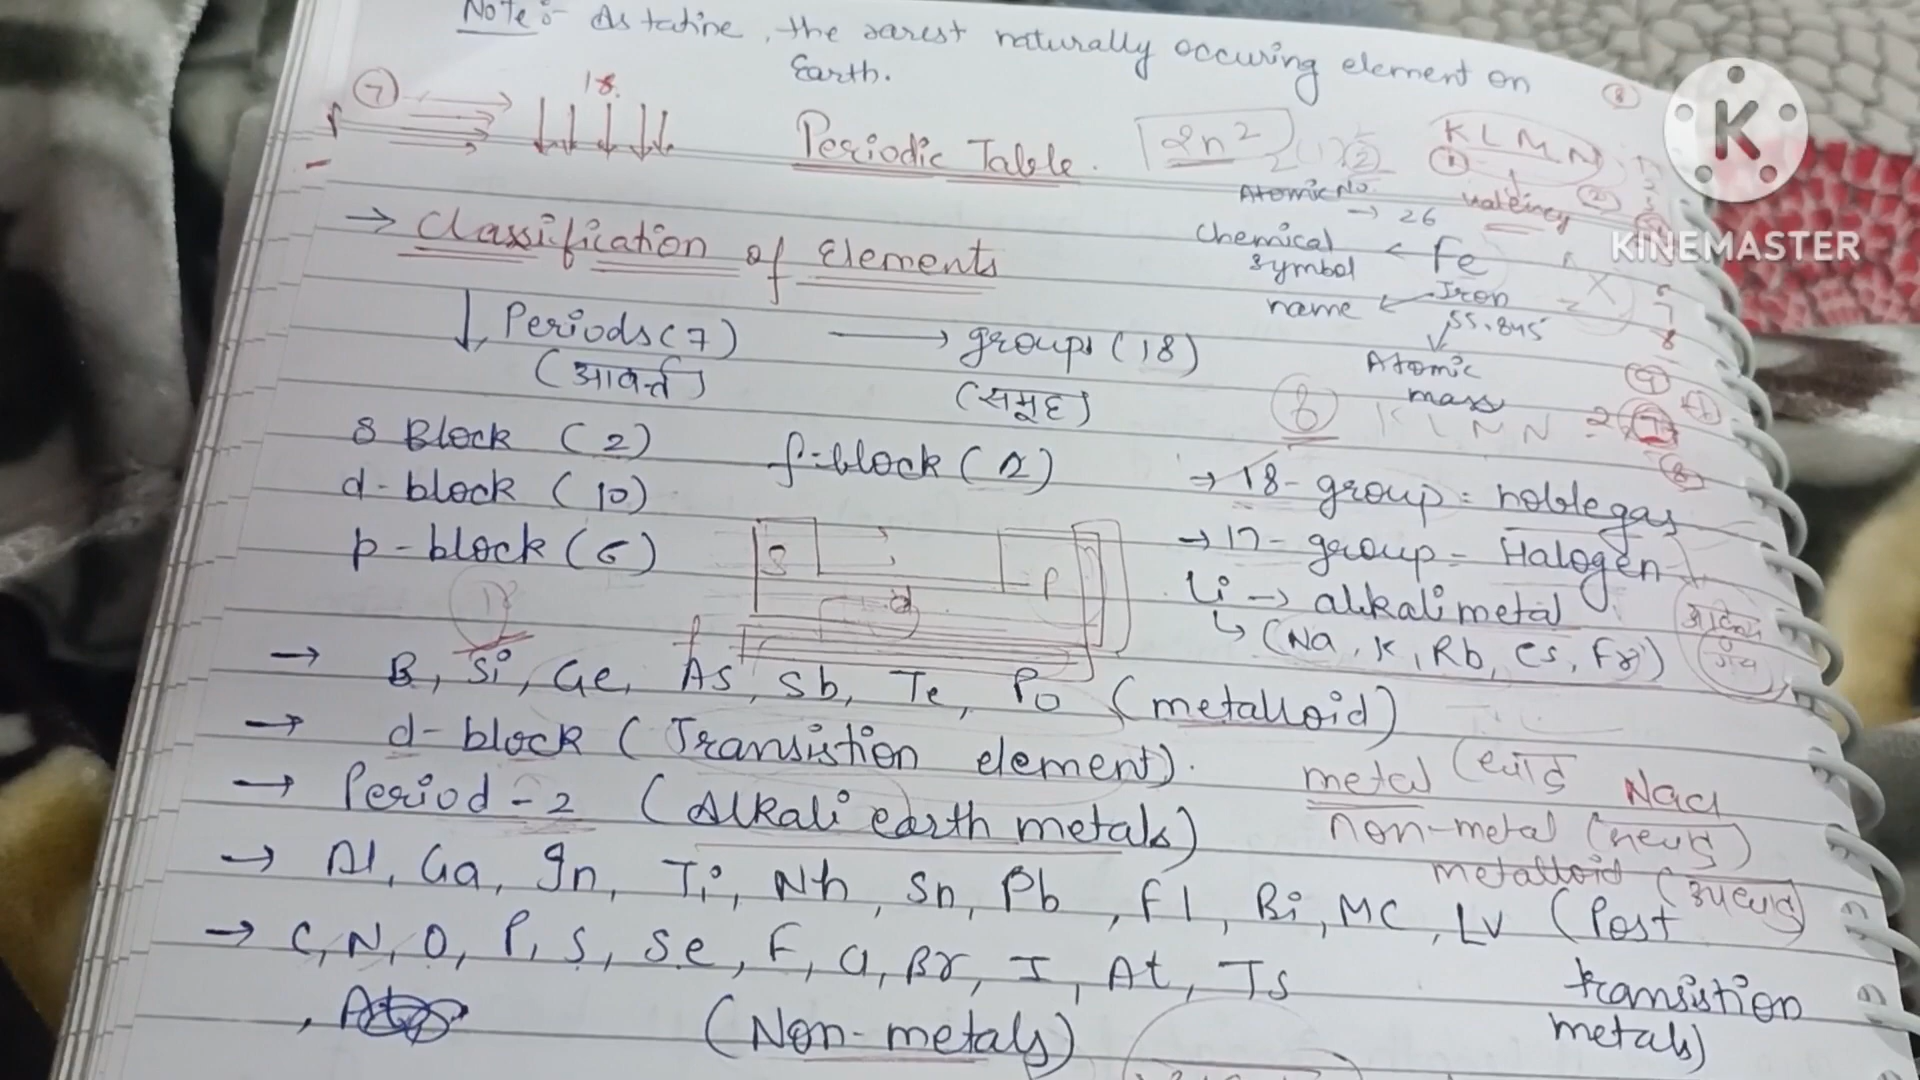 Note :- Astatine, the rarest naturally occuring element on
Earth.
7
18
Periodic Table.
2n²
K L M N
Valency
Atomic No.
→ 26
Chemical symbol ← Fe
name ← Iron
55.845
Atomic mass
→ Classification of Elements
↓ Periods (7) → groups (18)
(आवर्त) (समूह)
s Block (2) f-block (2)
d-block (10)
p-block (6)
s
d
p
f
→ 18-group = noble gas
→ 17-group = Halogen
Li → alkali metal
↳ (Na, K, Rb, Cs, Fr)
→ B, Si, Ge, As, Sb, Te, Po (metalloid)
→ d-block (Transistion element).
→ Period-2 (Alkali earth metals)
metal (धातु NaCl
non-metal (अधातु)
metalloid (उपधातु)
→ Al, Ga, In, Ti, Nh, Sn, Pb, Fl, Bi, MC, LV (Post
transistion
metals)
→ C, N, O, P, S, Se, F, Cl, Br, I, At, Ts
(Non-metals)
K
KINEMASTER